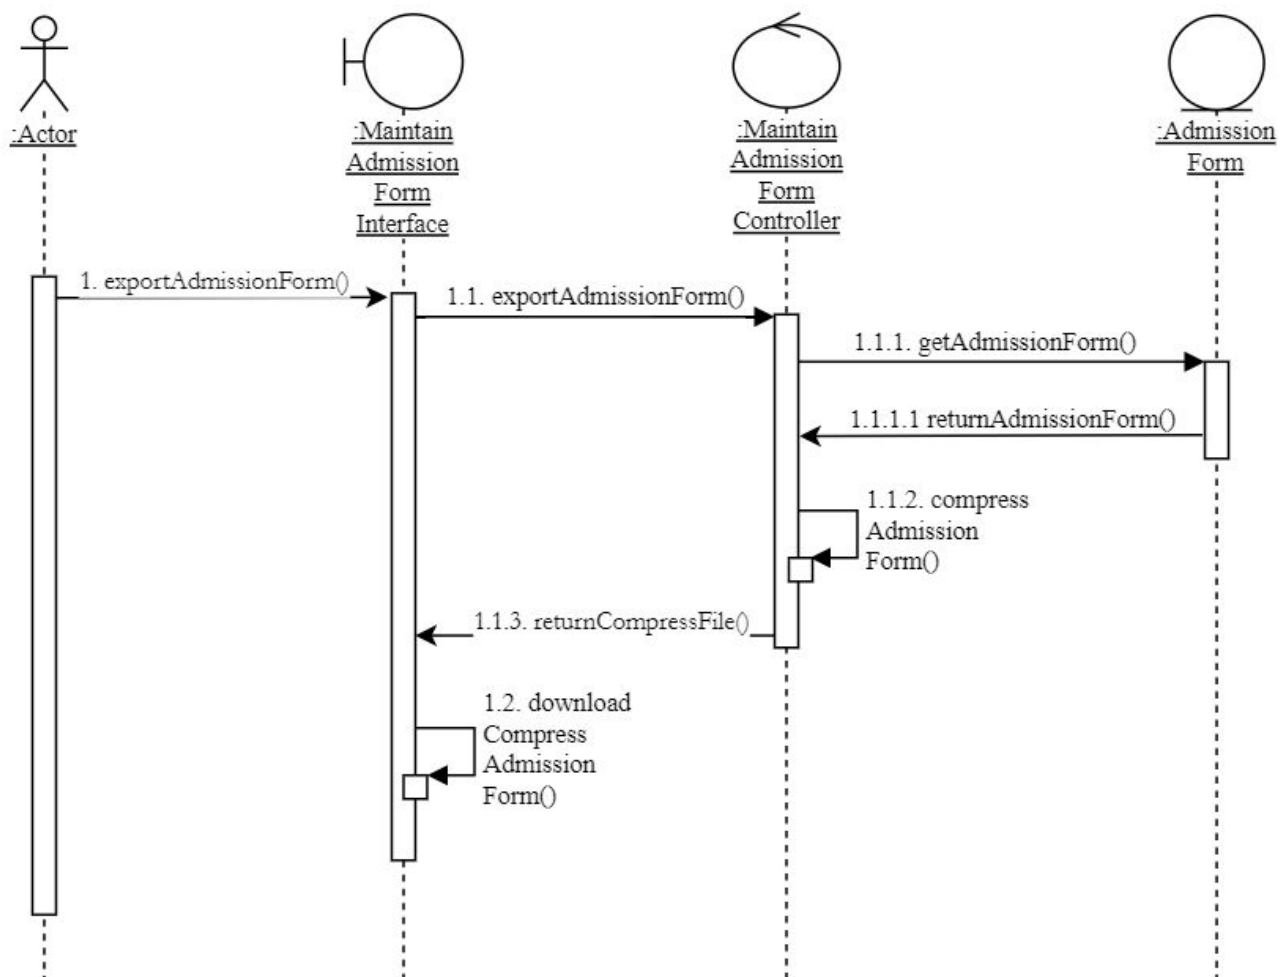 :Actor
:Maintain
Admission
Form
Interface
:Maintain
Admission
Form
Controller
:Admission
Form
1. exportAdmissionForm()
1.1. exportAdmissionForm()
1.1.1. getAdmissionForm()
1.1.1.1 returnAdmissionForm()
1.1.2. compress
Admission
Form()
1.1.3. returnCompressFile()
1.2. download
Compress
Admission
Form()